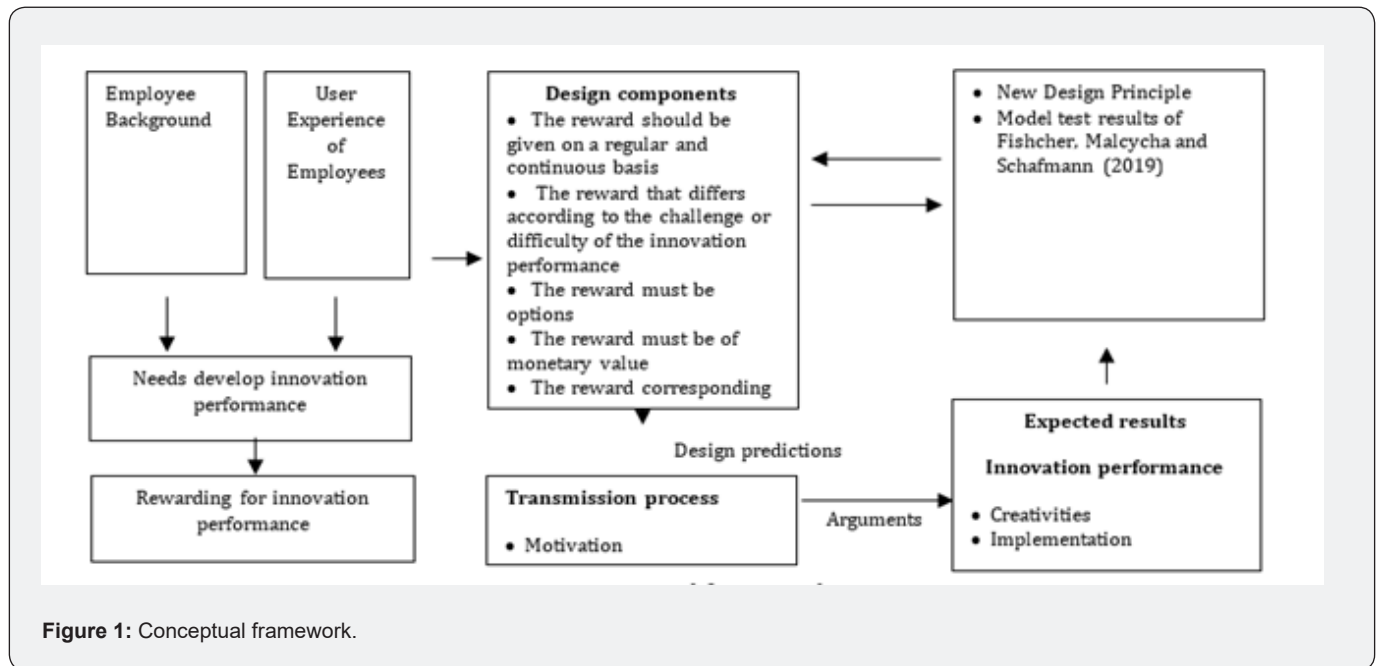 Employee
Background
User
Experience
of
Employees
Needs develop innovation
performance
Rewarding for innovation
performance
Design components
• The reward should be
given on a regular and
continuous basis
• The reward that differs
according to the challenge or
difficulty of the innovation
performance
• The reward must be
options
• The reward must be of
monetary value
• The reward corresponding
Design predictions
Transmission process
• Motivation
Arguments
• New Design Principle
• Model test results of
Fishcher, Malcycha and
Schafmann (2019)
Expected results
Innovation performance
• Creativities
• Implementation
Figure 1: Conceptual framework.